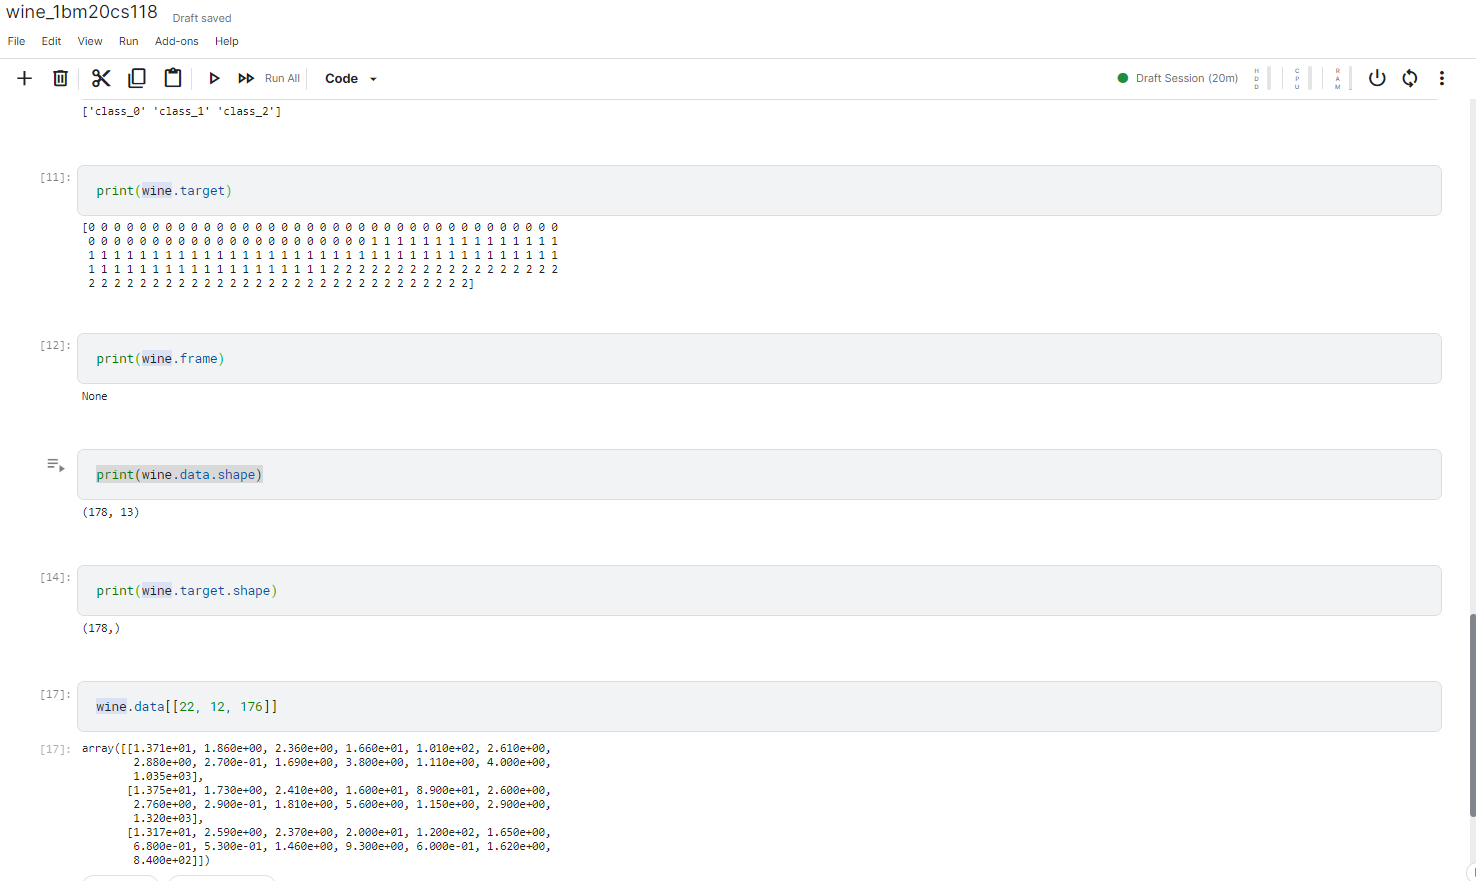 wine_1bm20cs118 Draft saved
File Edit View Run Add-ons Help
Run All Code Draft Session (20m) HDD CPU RAM
['class_0' 'class_1' 'class_2']
[11]: print(wine.target)
[0 0 0 0 0 0 0 0 0 0 0 0 0 0 0 0 0 0 0 0 0 0 0 0 0 0 0 0 0 0 0 0 0 0 0 0 0
0 0 0 0 0 0 0 0 0 0 0 0 0 0 0 0 0 0 0 0 0 0 1 1 1 1 1 1 1 1 1 1 1 1 1 1 1
1 1 1 1 1 1 1 1 1 1 1 1 1 1 1 1 1 1 1 1 1 1 1 1 1 1 1 1 1 1 1 1 1 1 1 1 1
1 1 1 1 1 1 1 1 1 1 1 1 1 1 1 1 1 1 1 2 2 2 2 2 2 2 2 2 2 2 2 2 2 2 2 2 2
2 2 2 2 2 2 2 2 2 2 2 2 2 2 2 2 2 2 2 2 2 2 2 2 2 2 2 2 2 2]
[12]: print(wine.frame)
None
print(wine.data.shape)
(178, 13)
[14]: print(wine.target.shape)
(178,)
[17]: wine.data[[22, 12, 176]]
[17]: array([[1.371e+01, 1.860e+00, 2.360e+00, 1.660e+01, 1.010e+02, 2.610e+00,
2.880e+00, 2.700e-01, 1.690e+00, 3.800e+00, 1.110e+00, 4.000e+00,
1.035e+03],
[1.375e+01, 1.730e+00, 2.410e+00, 1.600e+01, 8.900e+01, 2.600e+00,
2.760e+00, 2.900e-01, 1.810e+00, 5.600e+00, 1.150e+00, 2.900e+00,
1.320e+03],
[1.317e+01, 2.590e+00, 2.370e+00, 2.000e+01, 1.200e+02, 1.650e+00,
6.800e-01, 5.300e-01, 1.460e+00, 9.300e+00, 6.000e-01, 1.620e+00,
8.400e+02]])